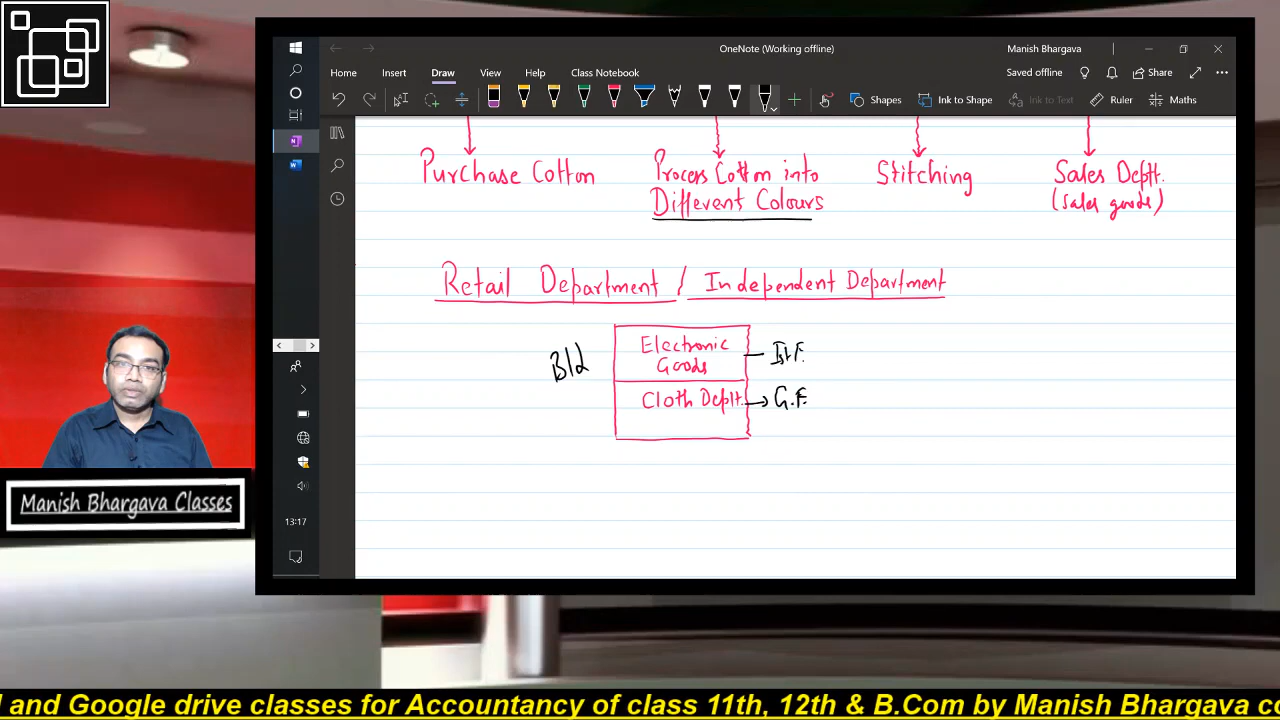 OneNote (Working offline)
Manish Bhargava
Home Insert Draw View Help Class Notebook
Saved offline
Share
Shapes
Ink to Shape
Ink to Text
Ruler
Maths
Purchase Cotton
Process Cotton into
Different Colours
Stitching
Sales Deptt.
(Sales goods)
Retail Department / Independent Department
Electronic
Goods
Ist F.
Cloth Deptt.
G.F
Manish Bhargava Classes
13:17
l and Google drive classes for Accountancy of class 11th, 12th & B.Com by Manish Bhargava c